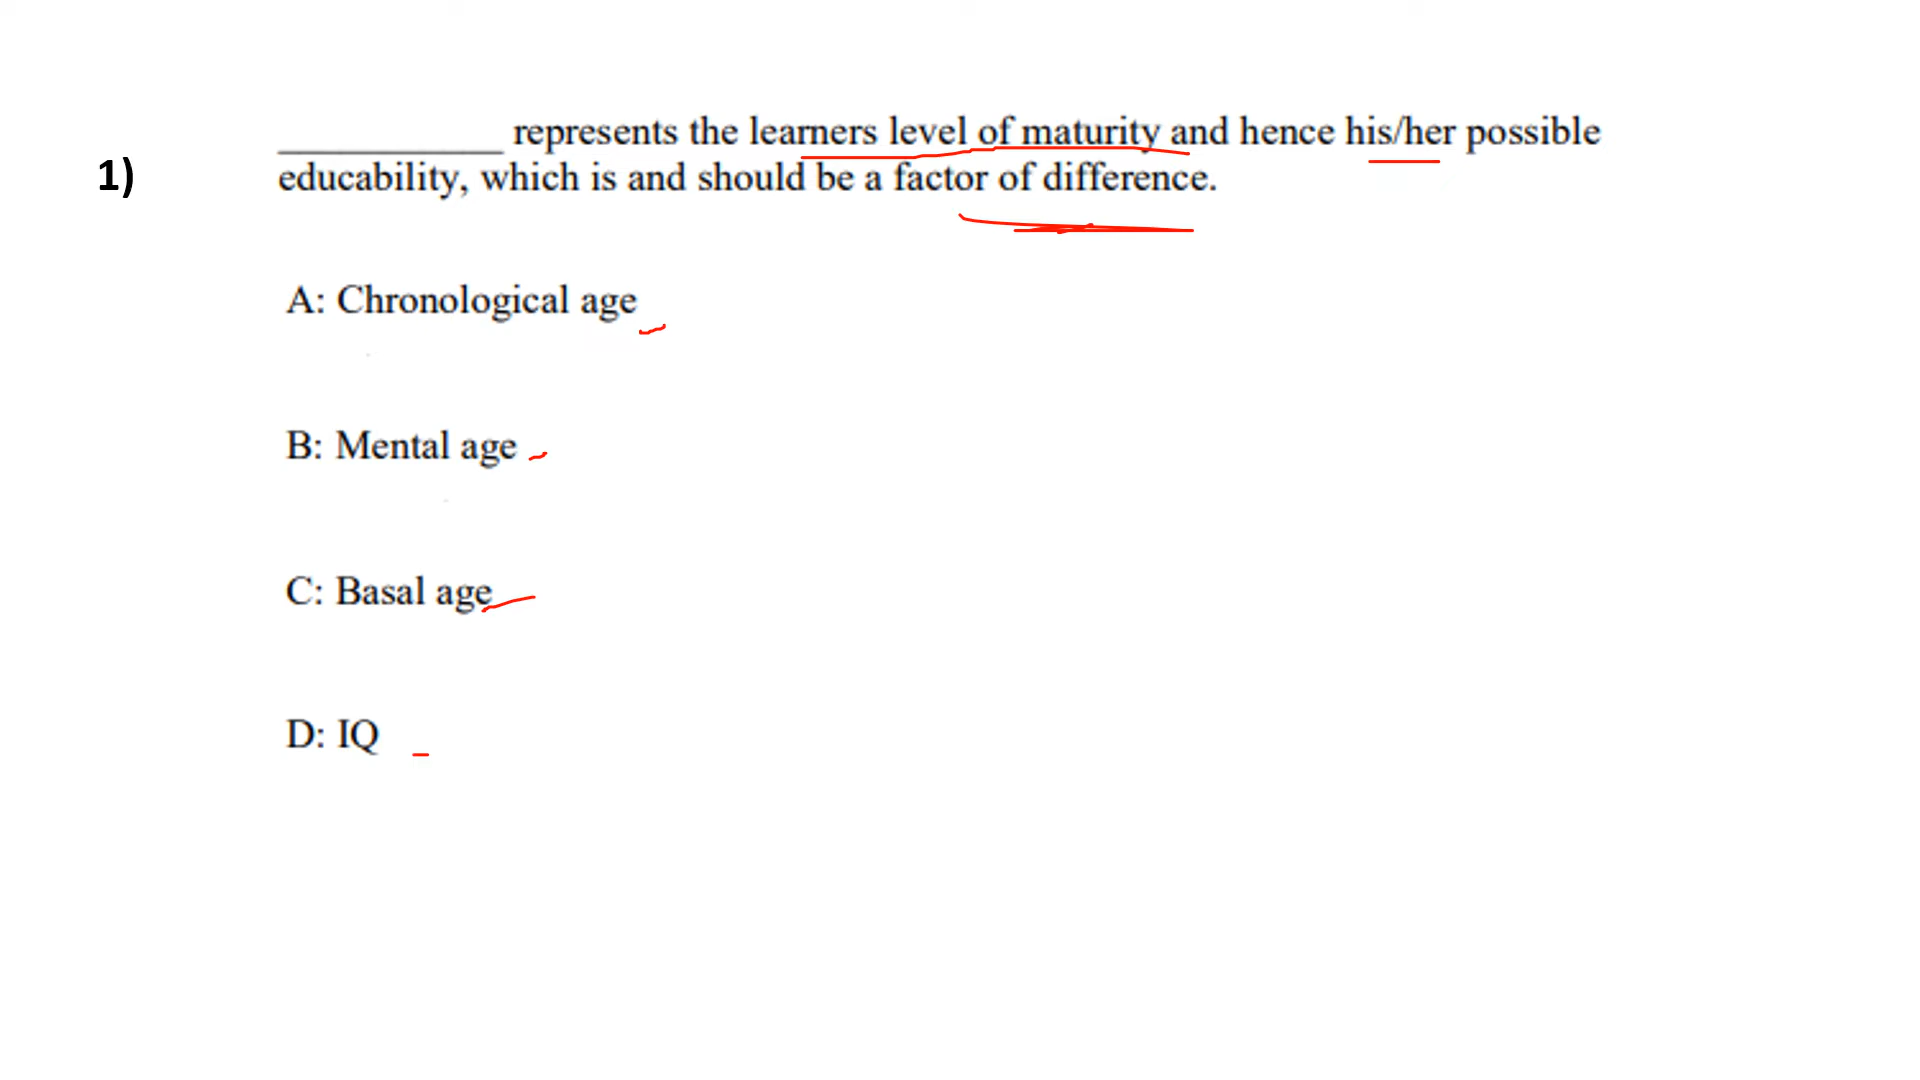 ____________ represents the learners level of maturity and hence his/her possible
1) educability, which is and should be a factor of difference.
A: Chronological age
B: Mental age
C: Basal age
D: IQ